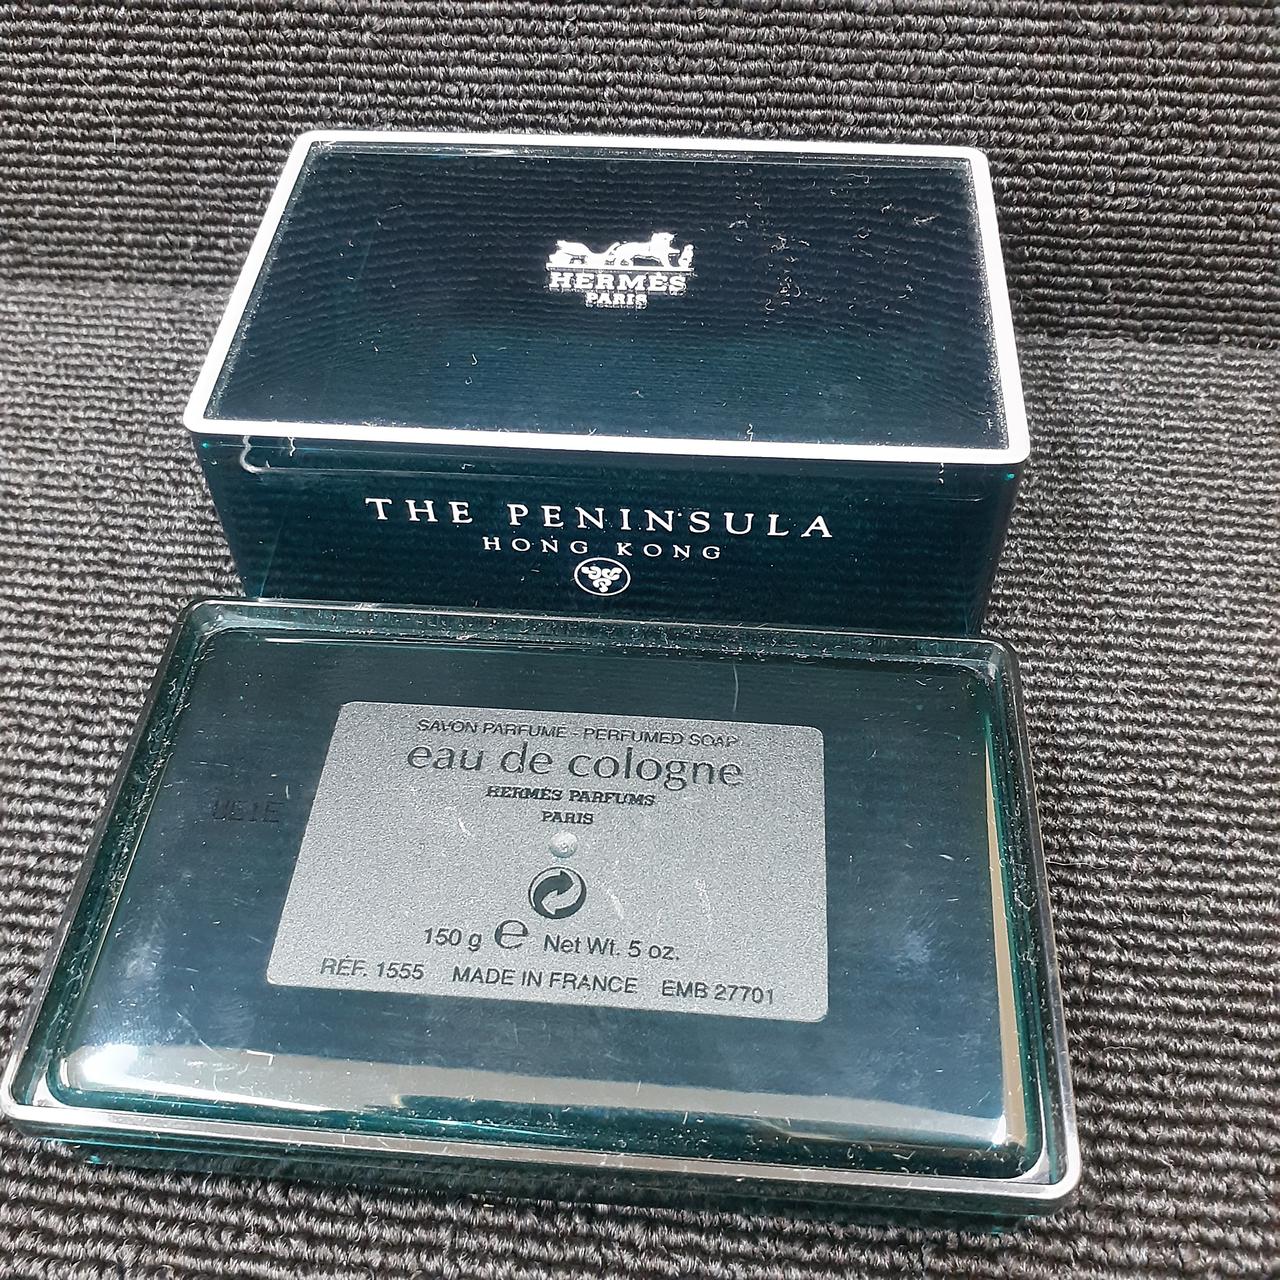 HERMÈS
PARIS
THE PENINSULA
HONG KONG
SAVON PARFUMÉ - PERFUMED SOAP
eau de cologne
HERMÈS PARFUMS
PARIS
150 g e Net Wt. 5 oz.
RÉF. 1555 MADE IN FRANCE EMB 27701